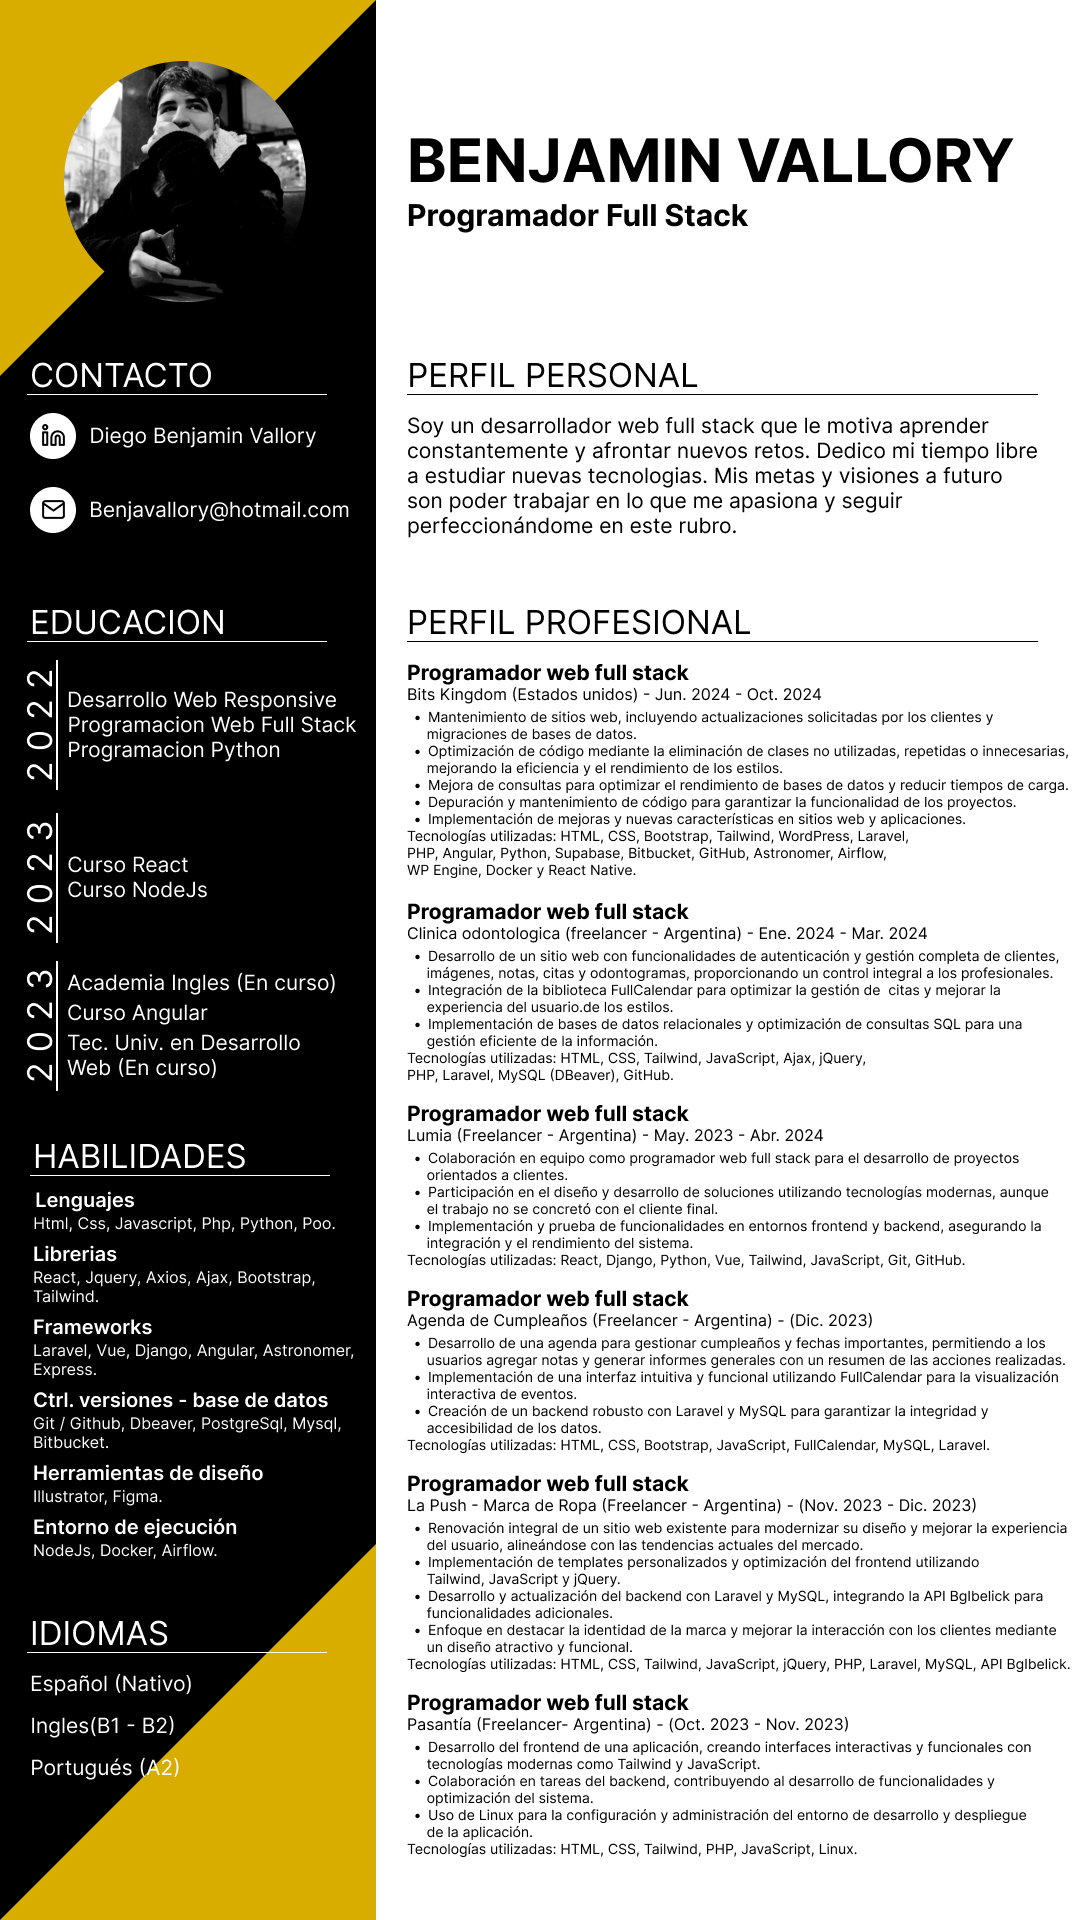 BENJAMIN VALLORY
Programador Full Stack
CONTACTO
Diego Benjamin Vallory
Benjavallory@hotmail.com
EDUCACION
2022
Desarrollo Web Responsive
Programacion Web Full Stack
Programacion Python
2023
Curso React
Curso NodeJs
2023
Academia Ingles (En curso)
Curso Angular
Tec. Univ. en Desarrollo
Web (En curso)
HABILIDADES
Lenguajes
Html, Css, Javascript, Php, Python, Poo.
Librerias
React, Jquery, Axios, Ajax, Bootstrap,
Tailwind.
Frameworks
Laravel, Vue, Django, Angular, Astronomer,
Express.
Ctrl. versiones - base de datos
Git / Github, Dbeaver, PostgreSql, Mysql,
Bitbucket.
Herramientas de diseño
Illustrator, Figma.
Entorno de ejecución
NodeJs, Docker, Airflow.
IDIOMAS
Español (Nativo)
Ingles(B1 - B2)
Portugués (A2)
PERFIL PERSONAL
Soy un desarrollador web full stack que le motiva aprender
constantemente y afrontar nuevos retos. Dedico mi tiempo libre
a estudiar nuevas tecnologias. Mis metas y visiones a futuro
son poder trabajar en lo que me apasiona y seguir
perfeccionándome en este rubro.
PERFIL PROFESIONAL
Programador web full stack
Bits Kingdom (Estados unidos) - Jun. 2024 - Oct. 2024
• Mantenimiento de sitios web, incluyendo actualizaciones solicitadas por los clientes y
migraciones de bases de datos.
• Optimización de código mediante la eliminación de clases no utilizadas, repetidas o innecesarias,
mejorando la eficiencia y el rendimiento de los estilos.
• Mejora de consultas para optimizar el rendimiento de bases de datos y reducir tiempos de carga.
• Depuración y mantenimiento de código para garantizar la funcionalidad de los proyectos.
• Implementación de mejoras y nuevas características en sitios web y aplicaciones.
Tecnologías utilizadas: HTML, CSS, Bootstrap, Tailwind, WordPress, Laravel,
PHP, Angular, Python, Supabase, Bitbucket, GitHub, Astronomer, Airflow,
WP Engine, Docker y React Native.
Programador web full stack
Clinica odontologica (freelancer - Argentina) - Ene. 2024 - Mar. 2024
• Desarrollo de un sitio web con funcionalidades de autenticación y gestión completa de clientes,
imágenes, notas, citas y odontogramas, proporcionando un control integral a los profesionales.
• Integración de la biblioteca FullCalendar para optimizar la gestión de  citas y mejorar la
experiencia del usuario.de los estilos.
• Implementación de bases de datos relacionales y optimización de consultas SQL para una
gestión eficiente de la información.
Tecnologías utilizadas: HTML, CSS, Tailwind, JavaScript, Ajax, jQuery,
PHP, Laravel, MySQL (DBeaver), GitHub.
Programador web full stack
Lumia (Freelancer - Argentina) - May. 2023 - Abr. 2024
• Colaboración en equipo como programador web full stack para el desarrollo de proyectos
orientados a clientes.
• Participación en el diseño y desarrollo de soluciones utilizando tecnologías modernas, aunque
el trabajo no se concretó con el cliente final.
• Implementación y prueba de funcionalidades en entornos frontend y backend, asegurando la
integración y el rendimiento del sistema.
Tecnologías utilizadas: React, Django, Python, Vue, Tailwind, JavaScript, Git, GitHub.
Programador web full stack
Agenda de Cumpleaños (Freelancer - Argentina) - (Dic. 2023)
• Desarrollo de una agenda para gestionar cumpleaños y fechas importantes, permitiendo a los
usuarios agregar notas y generar informes generales con un resumen de las acciones realizadas.
• Implementación de una interfaz intuitiva y funcional utilizando FullCalendar para la visualización
interactiva de eventos.
• Creación de un backend robusto con Laravel y MySQL para garantizar la integridad y
accesibilidad de los datos.
Tecnologías utilizadas: HTML, CSS, Bootstrap, JavaScript, FullCalendar, MySQL, Laravel.
Programador web full stack
La Push - Marca de Ropa (Freelancer - Argentina) - (Nov. 2023 - Dic. 2023)
• Renovación integral de un sitio web existente para modernizar su diseño y mejorar la experiencia
del usuario, alineándose con las tendencias actuales del mercado.
• Implementación de templates personalizados y optimización del frontend utilizando
Tailwind, JavaScript y jQuery.
• Desarrollo y actualización del backend con Laravel y MySQL, integrando la API Bglbelick para
funcionalidades adicionales.
• Enfoque en destacar la identidad de la marca y mejorar la interacción con los clientes mediante
un diseño atractivo y funcional.
Tecnologías utilizadas: HTML, CSS, Tailwind, JavaScript, jQuery, PHP, Laravel, MySQL, API Bglbelick.
Programador web full stack
Pasantía (Freelancer- Argentina) - (Oct. 2023 - Nov. 2023)
• Desarrollo del frontend de una aplicación, creando interfaces interactivas y funcionales con
tecnologías modernas como Tailwind y JavaScript.
• Colaboración en tareas del backend, contribuyendo al desarrollo de funcionalidades y
optimización del sistema.
• Uso de Linux para la configuración y administración del entorno de desarrollo y despliegue
de la aplicación.
Tecnologías utilizadas: HTML, CSS, Tailwind, PHP, JavaScript, Linux.